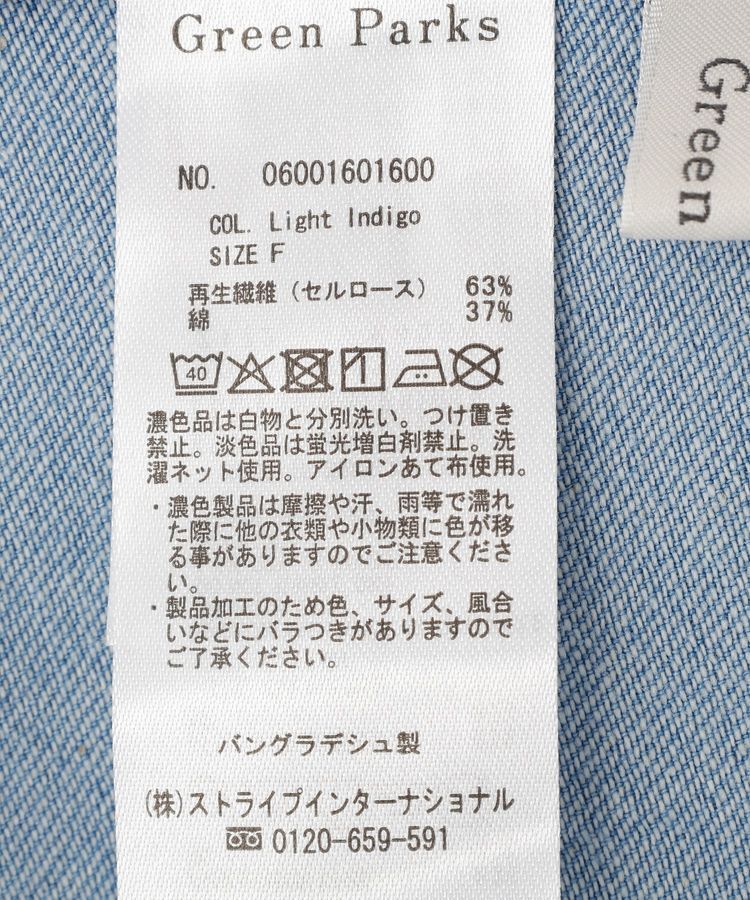 Green Parks
Green
NO. 06001601600
COL. Light Indigo
SIZE F
再生繊維（セルロース） 63%
綿 37%
40
濃色品は白物と分別洗い。つけ置き
禁止。淡色品は蛍光増白剤禁止。洗
濯ネット使用。アイロンあて布使用。
・濃色製品は摩擦や汗、雨等で濡れ
た際に他の衣類や小物類に色が移
る事がありますのでご注意くださ
い。
・製品加工のため色、サイズ、風合
いなどにバラつきがありますので
ご了承ください。
バングラデシュ製
(株)ストライプインターナショナル
0120-659-591